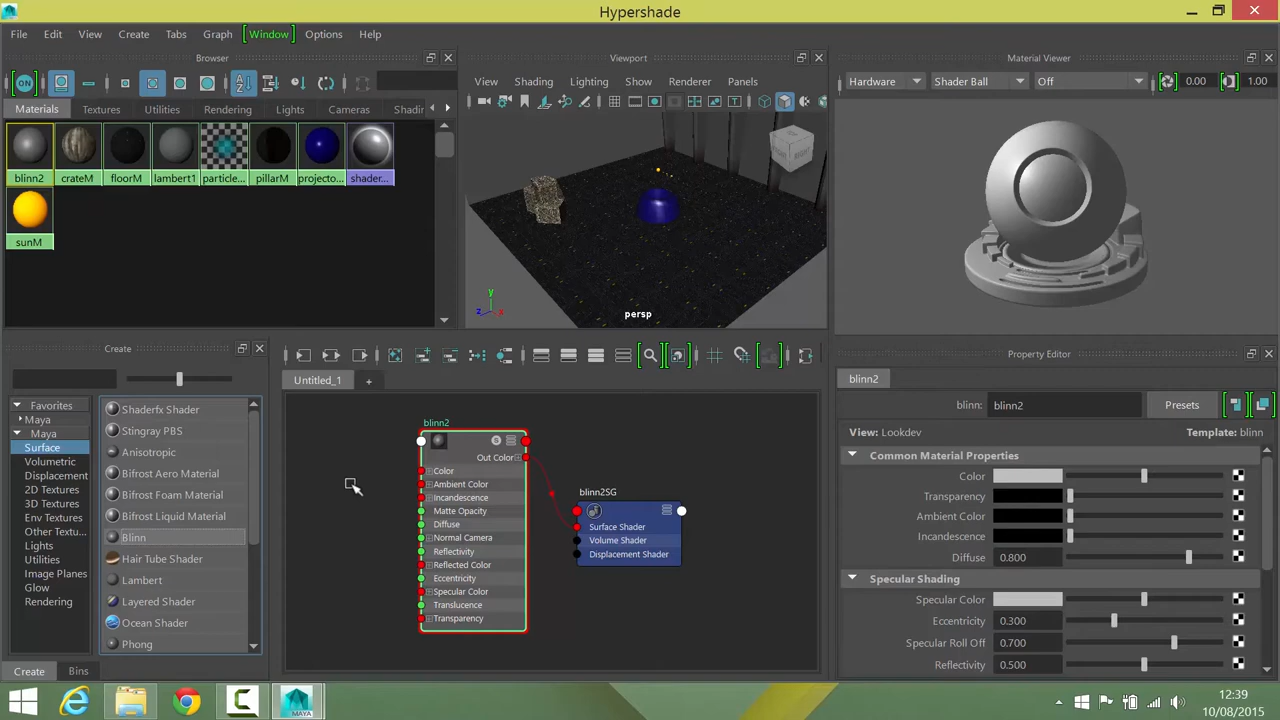 Hypershade
File Edit View Create Tabs Graph Window Options Help
Browser
ON
Materials Textures Utilities Rendering Lights Cameras Shadi
blinn2 crateM floorM lambert1 particle... pillarM projecto... shader...
sunM
Viewport
View Shading Lighting Show Renderer Panels
FRONT RIGHT
y
z x
persp
Material Viewer
Hardware Shader Ball Off 0.00 1.00
Create
Favorites
Maya
Maya
Surface
Volumetric
Displacement
2D Textures
3D Textures
Env Textures
Other Textu...
Lights
Utilities
Image Planes
Glow
Rendering
Shaderfx Shader
Stingray PBS
Anisotropic
Bifrost Aero Material
Bifrost Foam Material
Bifrost Liquid Material
Blinn
Hair Tube Shader
Lambert
Layered Shader
Ocean Shader
Phong
Create Bins
Untitled_1 +
blinn2
Out Color
Color
Ambient Color
Incandescence
Matte Opacity
Diffuse
Normal Camera
Reflectivity
Reflected Color
Eccentricity
Specular Color
Translucence
Transparency
blinn2SG
Surface Shader
Volume Shader
Displacement Shader
Property Editor
blinn2
blinn: blinn2 Presets
View: Lookdev Template: blinn
Common Material Properties
Color
Transparency
Ambient Color
Incandescence
Diffuse 0.800
Specular Shading
Specular Color
Eccentricity 0.300
Specular Roll Off 0.700
Reflectivity 0.500
MAYA
12:39
10/08/2015